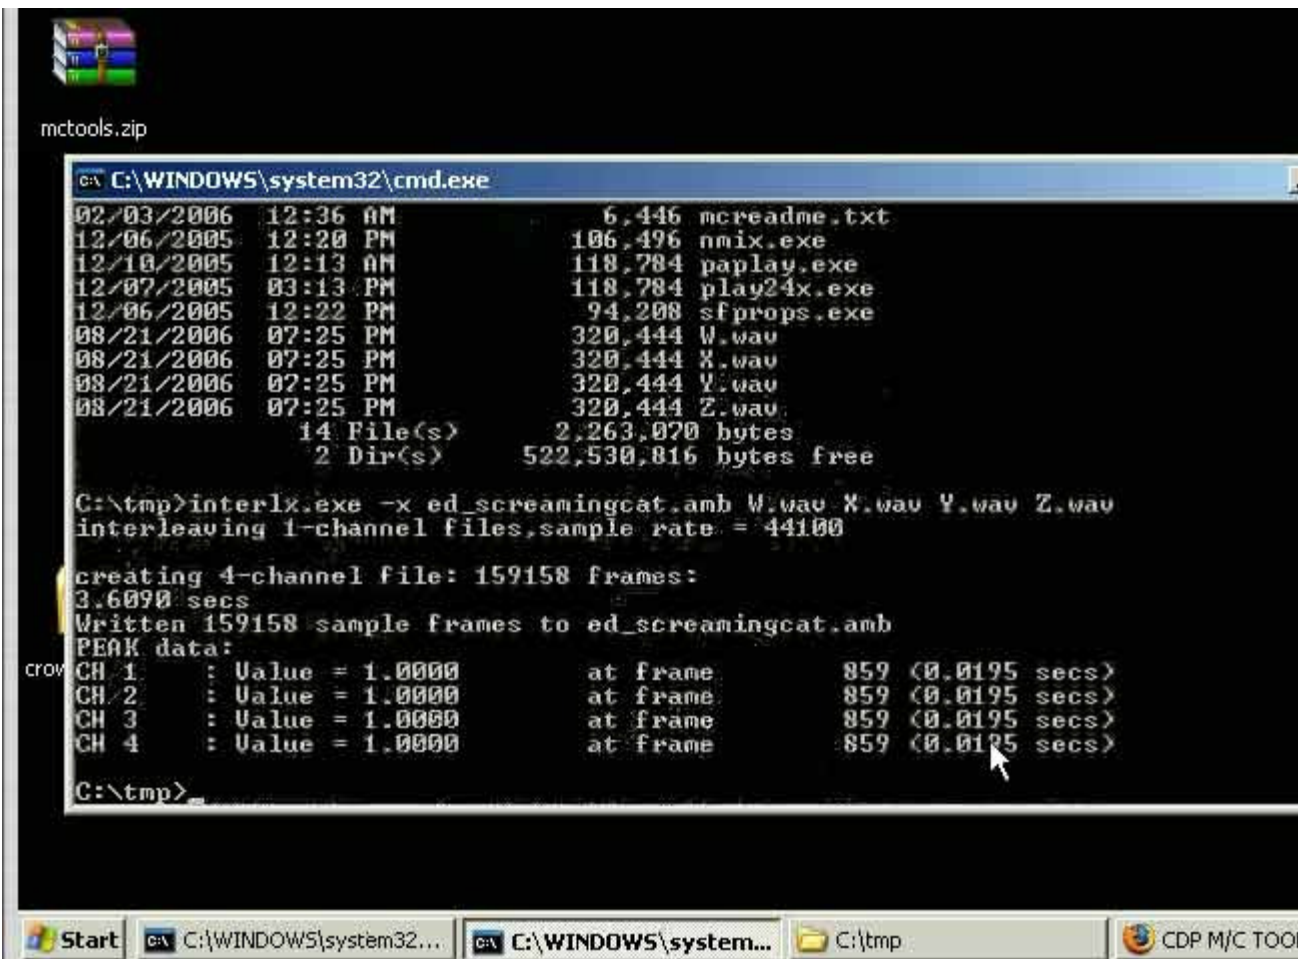 mctools.zip
C:\WINDOWS\system32\cmd.exe
02/03/2006 12:36 AM 6,446 mcreadme.txt
12/06/2005 12:20 PM 106,496 nmix.exe
12/10/2005 12:13 AM 118,784 paplay.exe
12/07/2005 03:13 PM 118,784 play24x.exe
12/06/2005 12:22 PM 94,208 sfprops.exe
08/21/2006 07:25 PM 320,444 W.wav
08/21/2006 07:25 PM 320,444 X.wav
08/21/2006 07:25 PM 320,444 Y.wav
08/21/2006 07:25 PM 320,444 Z.wav
14 File(s) 2,263,070 bytes
2 Dir(s) 522,530,816 bytes free
C:\tmp>interlx.exe -x ed_screamingcat.amb W.wav X.wav Y.wav Z.wav
interleaving 1-channel files,sample rate = 44100
creating 4-channel file: 159158 frames:
3.6090 secs
Written 159158 sample frames to ed_screamingcat.amb
PEAK data:
CH 1 : Value = 1.0000 at frame 859 (0.0195 secs)
CH 2 : Value = 1.0000 at frame 859 (0.0195 secs)
CH 3 : Value = 1.0000 at frame 859 (0.0195 secs)
CH 4 : Value = 1.0000 at frame 859 (0.0195 secs)
C:\tmp>_
crow
Start C:\WINDOWS\system32... C:\WINDOWS\system... C:\tmp CDP M/C TOO